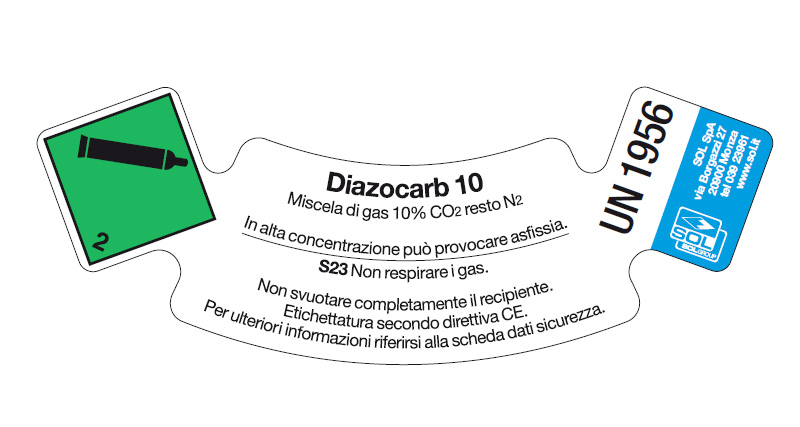 2
Diazocarb 10
Miscela di gas 10% CO2 resto N2
In alta concentrazione può provocare asfissia.
S23 Non respirare i gas.
Non svuotare completamente il recipiente.
Etichettatura secondo direttiva CE.
Per ulteriori informazioni riferirsi alla scheda dati sicurezza.
UN 1956
SOL SpA
via Borgazzi 27
20900 Monza
tel 039 23961
www.sol.it
SOL
SOLGROUP